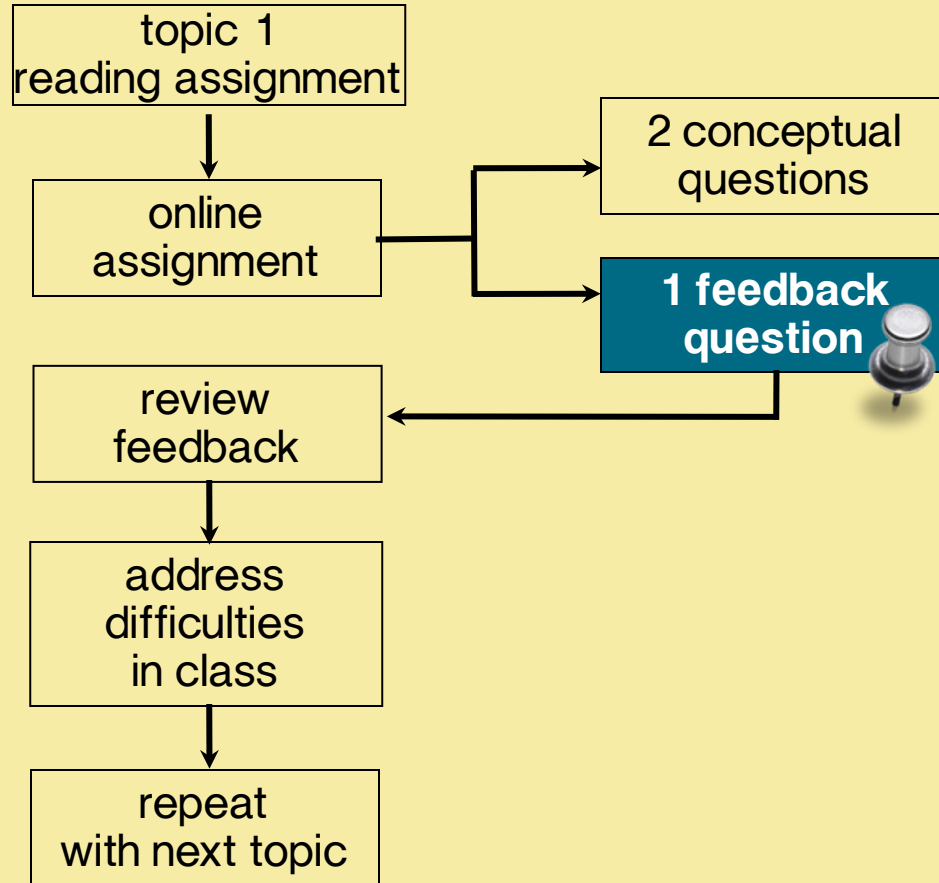 topic 1
reading assignment
online
assignment
2 conceptual
questions
1 feedback
question
review
feedback
address
difficulties
in class
repeat
with next topic